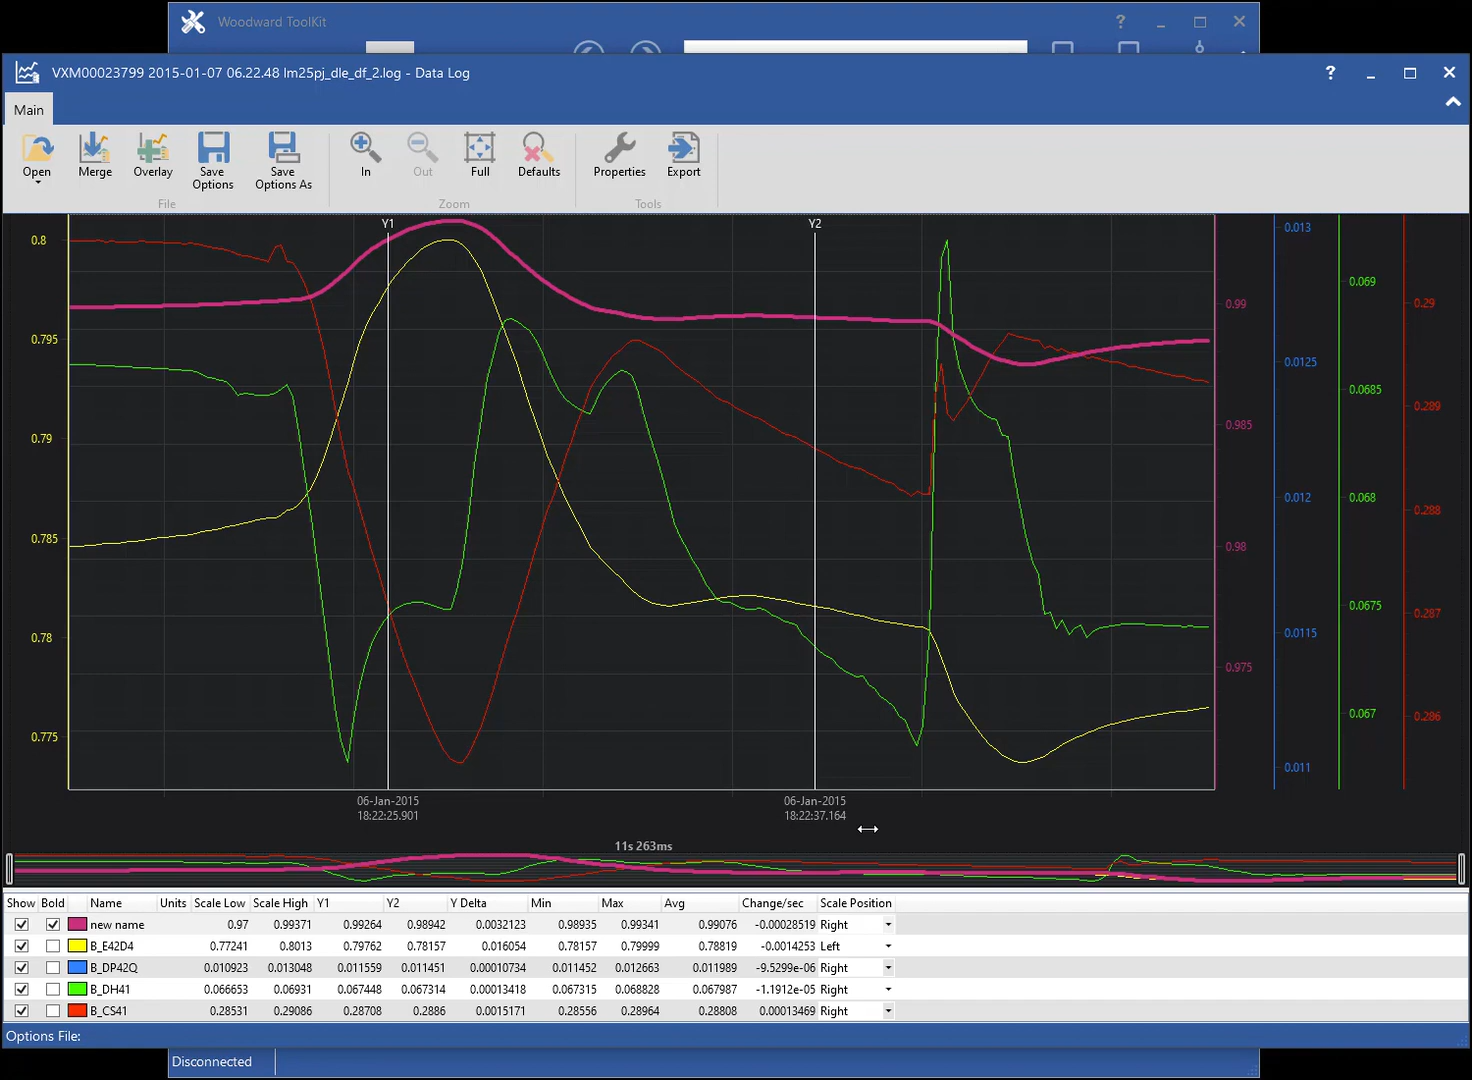 Woodward ToolKit
?
VXM00023799 2015-01-07 06.22.48 lm25pj_dle_df_2.log - Data Log
?
Main
Open Merge Overlay Save Options Save Options As In Out Full Defaults Properties Export
File Zoom Tools
Y1 Y2
0.8
0.795
0.79
0.785
0.78
0.775
0.99
0.985
0.98
0.975
0.013
0.0125
0.012
0.0115
0.011
0.069
0.0685
0.068
0.0675
0.067
0.29
0.289
0.288
0.287
0.286
06-Jan-2015 06-Jan-2015
18:22:25.901 18:22:37.164
11s 263ms
Show Bold Name Units Scale Low Scale High Y1 Y2 Y Delta Min Max Avg Change/sec Scale Position
new name 0.97 0.99371 0.99264 0.98942 0.0032123 0.98935 0.99341 0.99076 -0.00028519 Right
B_E42D4 0.77241 0.8013 0.79762 0.78157 0.016054 0.78157 0.79999 0.78819 -0.0014253 Left
B_DP42Q 0.010923 0.013048 0.011559 0.011451 0.00010734 0.011452 0.012663 0.011989 -9.5299e-06 Right
B_DH41 0.066653 0.06931 0.067448 0.067314 0.00013418 0.067315 0.068828 0.067987 -1.1912e-05 Right
B_CS41 0.28531 0.29086 0.28708 0.2886 0.0015171 0.28556 0.28964 0.28808 0.00013469 Right
Options File:
Disconnected